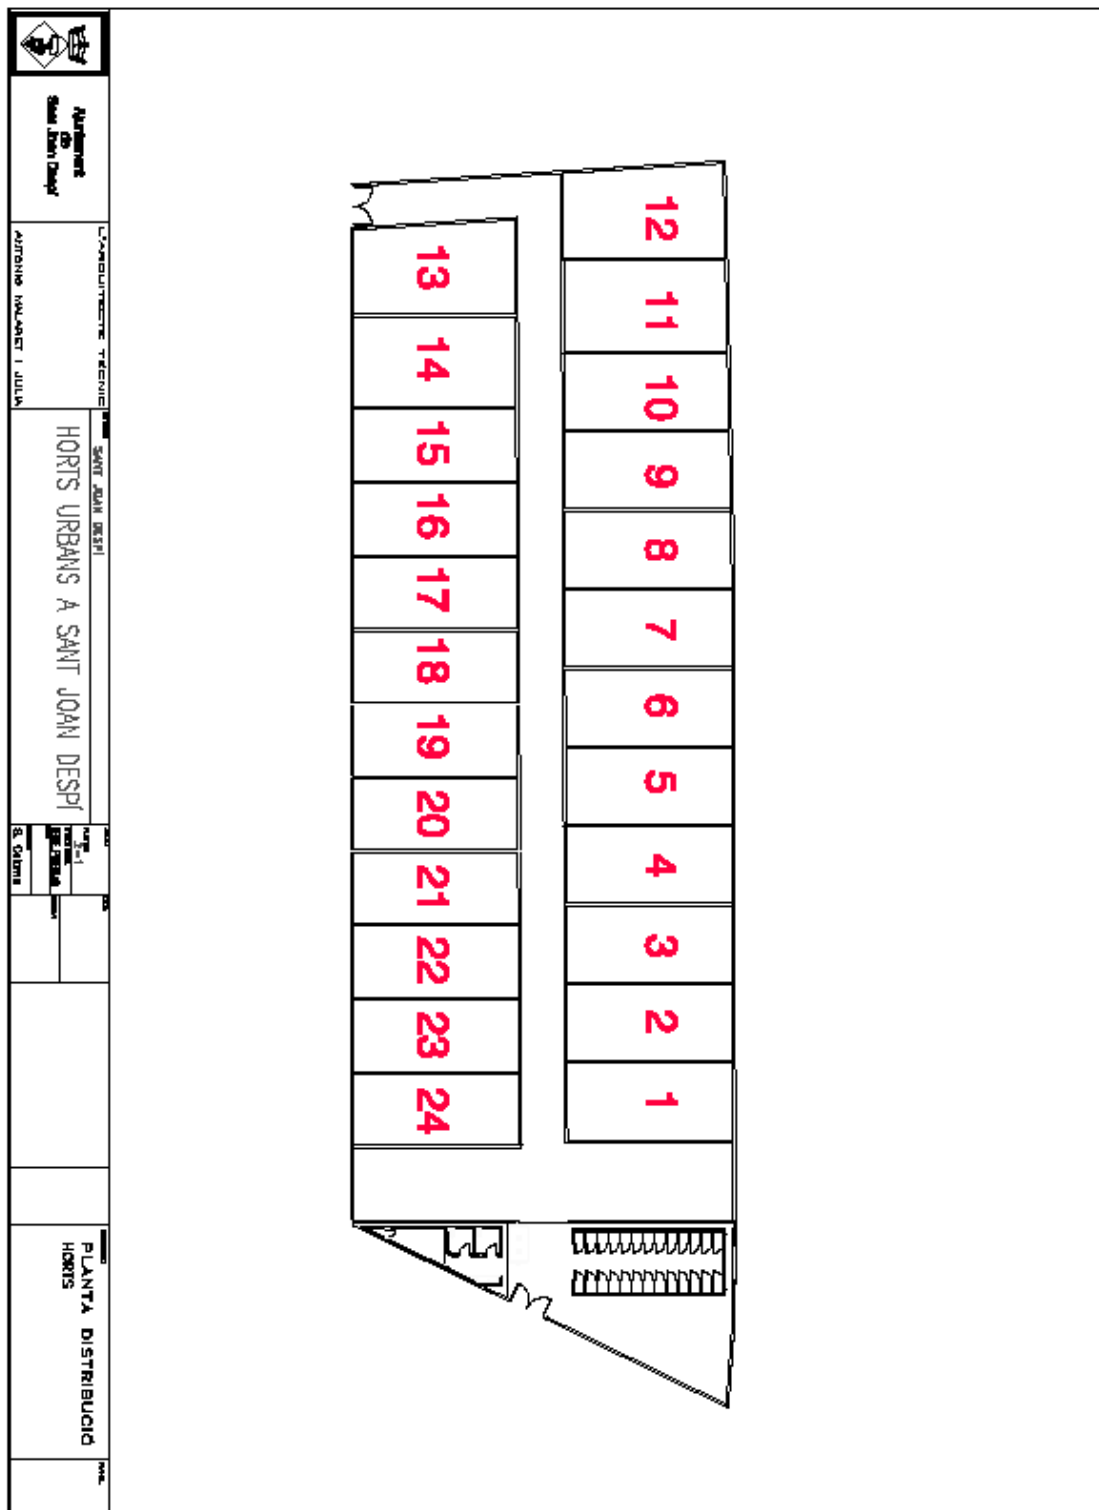 Ajuntament
de
Sant Joan Despí
L'ARQUITECTE TECNIC
ANTONIO MALARET I JULIA
SANT JOAN DESPÍ
HORTS URBANS A SANT JOAN DESPÍ
PLANTA DISTRIBUCIÓ
HORTS
12
11
10
9
8
7
6
5
4
3
2
1
13
14
15
16
17
18
19
20
21
22
23
24